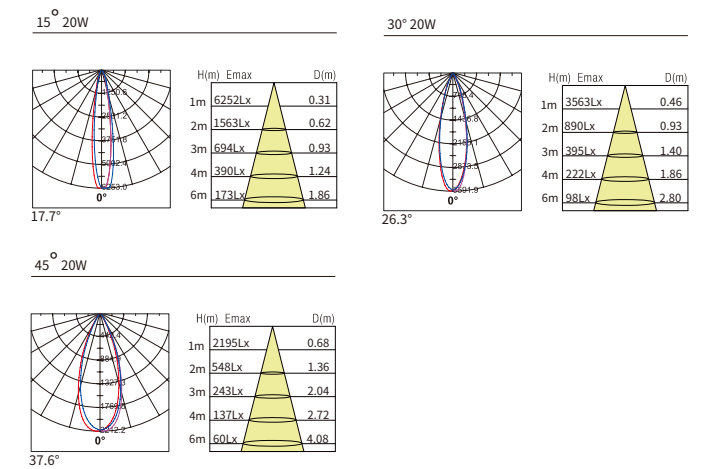 15° 20W
H(m) Emax D(m)
1m 6252Lx 0.31
2m 1563Lx 0.62
3m 694Lx 0.93
4m 390Lx 1.24
6m 173Lx 1.86
0°
17.7°
30° 20W
H(m) Emax D(m)
1m 3563Lx 0.46
2m 890Lx 0.93
3m 395Lx 1.40
4m 222Lx 1.86
6m 98Lx 2.80
0°
26.3°
45° 20W
H(m) Emax D(m)
1m 2195Lx 0.68
2m 548Lx 1.36
3m 243Lx 2.04
4m 137Lx 2.72
6m 60Lx 4.08
0°
37.6°